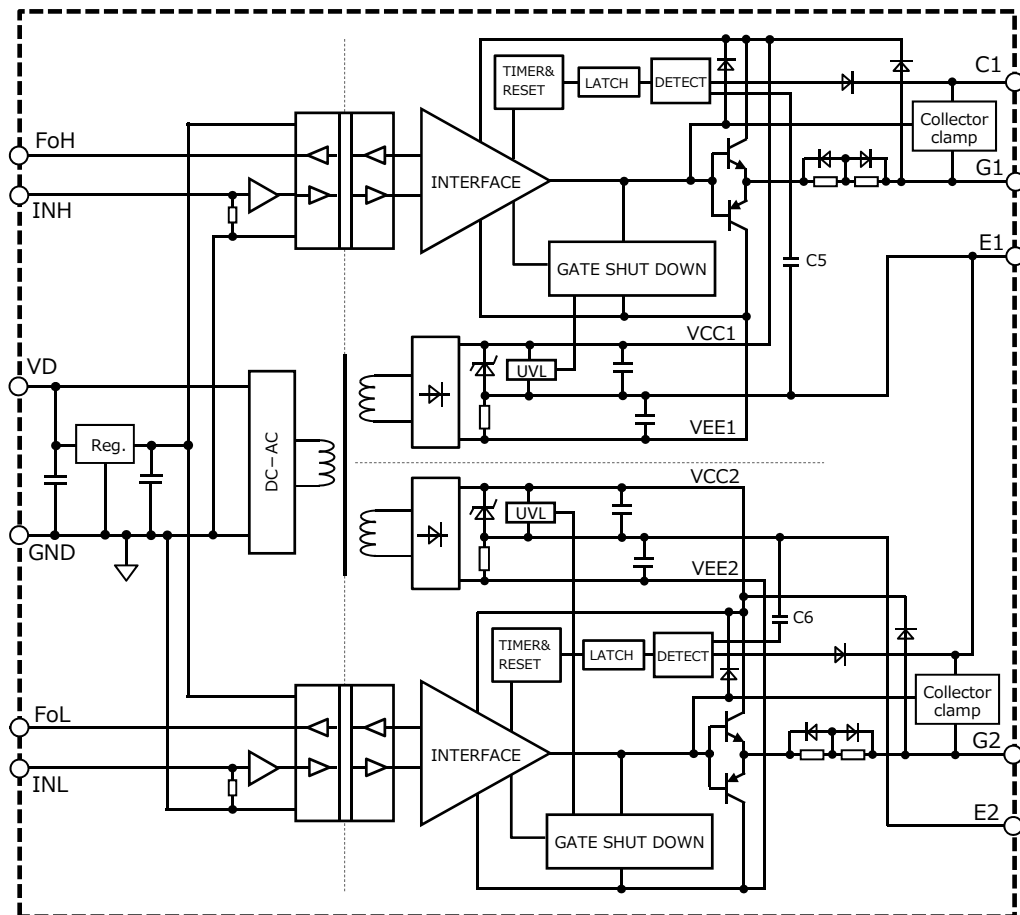 C1
TIMER&
RESET
LATCH
DETECT
Collector
clamp
FoH
INTERFACE
G1
INH
E1
GATE SHUT DOWN
C5
VCC1
VD
UVL
VEE1
Reg.
DC−AC
VCC2
UVL
GND
VEE2
C6
TIMER&
RESET
LATCH
DETECT
Collector
clamp
FoL
INTERFACE
G2
INL
E2
GATE SHUT DOWN